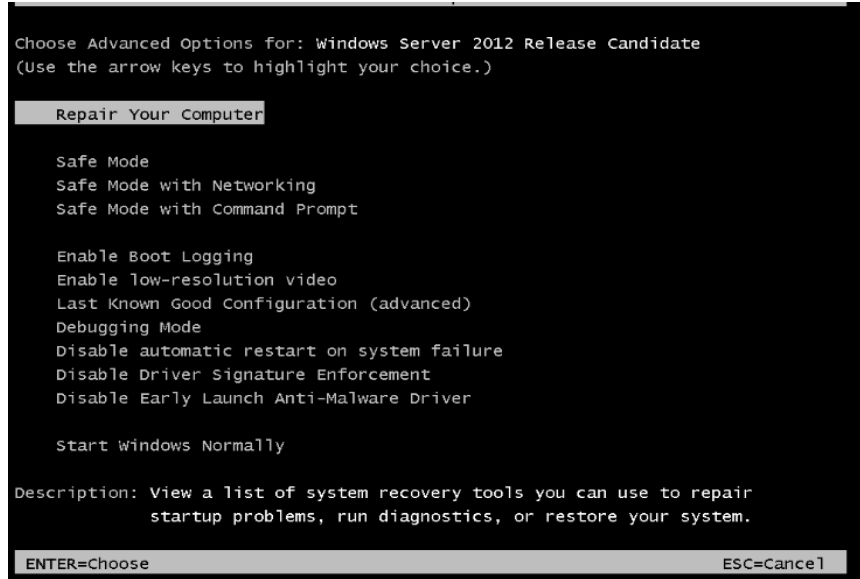 Choose Advanced Options for: Windows Server 2012 Release Candidate
(Use the arrow keys to highlight your choice.)
Repair Your Computer
Safe Mode
Safe Mode with Networking
Safe Mode with Command Prompt
Enable Boot Logging
Enable low-resolution video
Last Known Good Configuration (advanced)
Debugging Mode
Disable automatic restart on system failure
Disable Driver Signature Enforcement
Disable Early Launch Anti-Malware Driver
Start Windows Normally
Description: View a list of system recovery tools you can use to repair
startup problems, run diagnostics, or restore your system.
ENTER=Choose ESC=Cancel